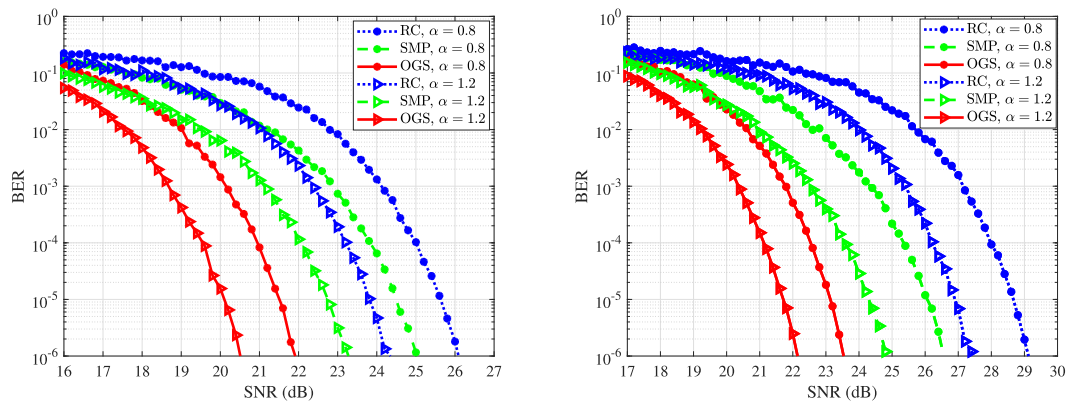 RC, α = 0.8
SMP, α = 0.8
OGS, α = 0.8
RC, α = 1.2
SMP, α = 1.2
OGS, α = 1.2
10^0
10^-1
10^-2
10^-3
10^-4
10^-5
10^-6
BER
16 17 18 19 20 21 22 23 24 25 26 27
SNR (dB)
RC, α = 0.8
SMP, α = 0.8
OGS, α = 0.8
RC, α = 1.2
SMP, α = 1.2
OGS, α = 1.2
10^0
10^-1
10^-2
10^-3
10^-4
10^-5
10^-6
BER
17 18 19 20 21 22 23 24 25 26 27 28 29 30
SNR (dB)